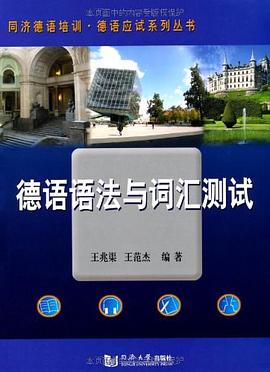 本页面中的内容受版权保护
同济德语培训·德语应试系列丛书
德语语法与词汇测试
王兆渠 王范杰 编著
本页面中的内容受版权保护
同济大学出版社